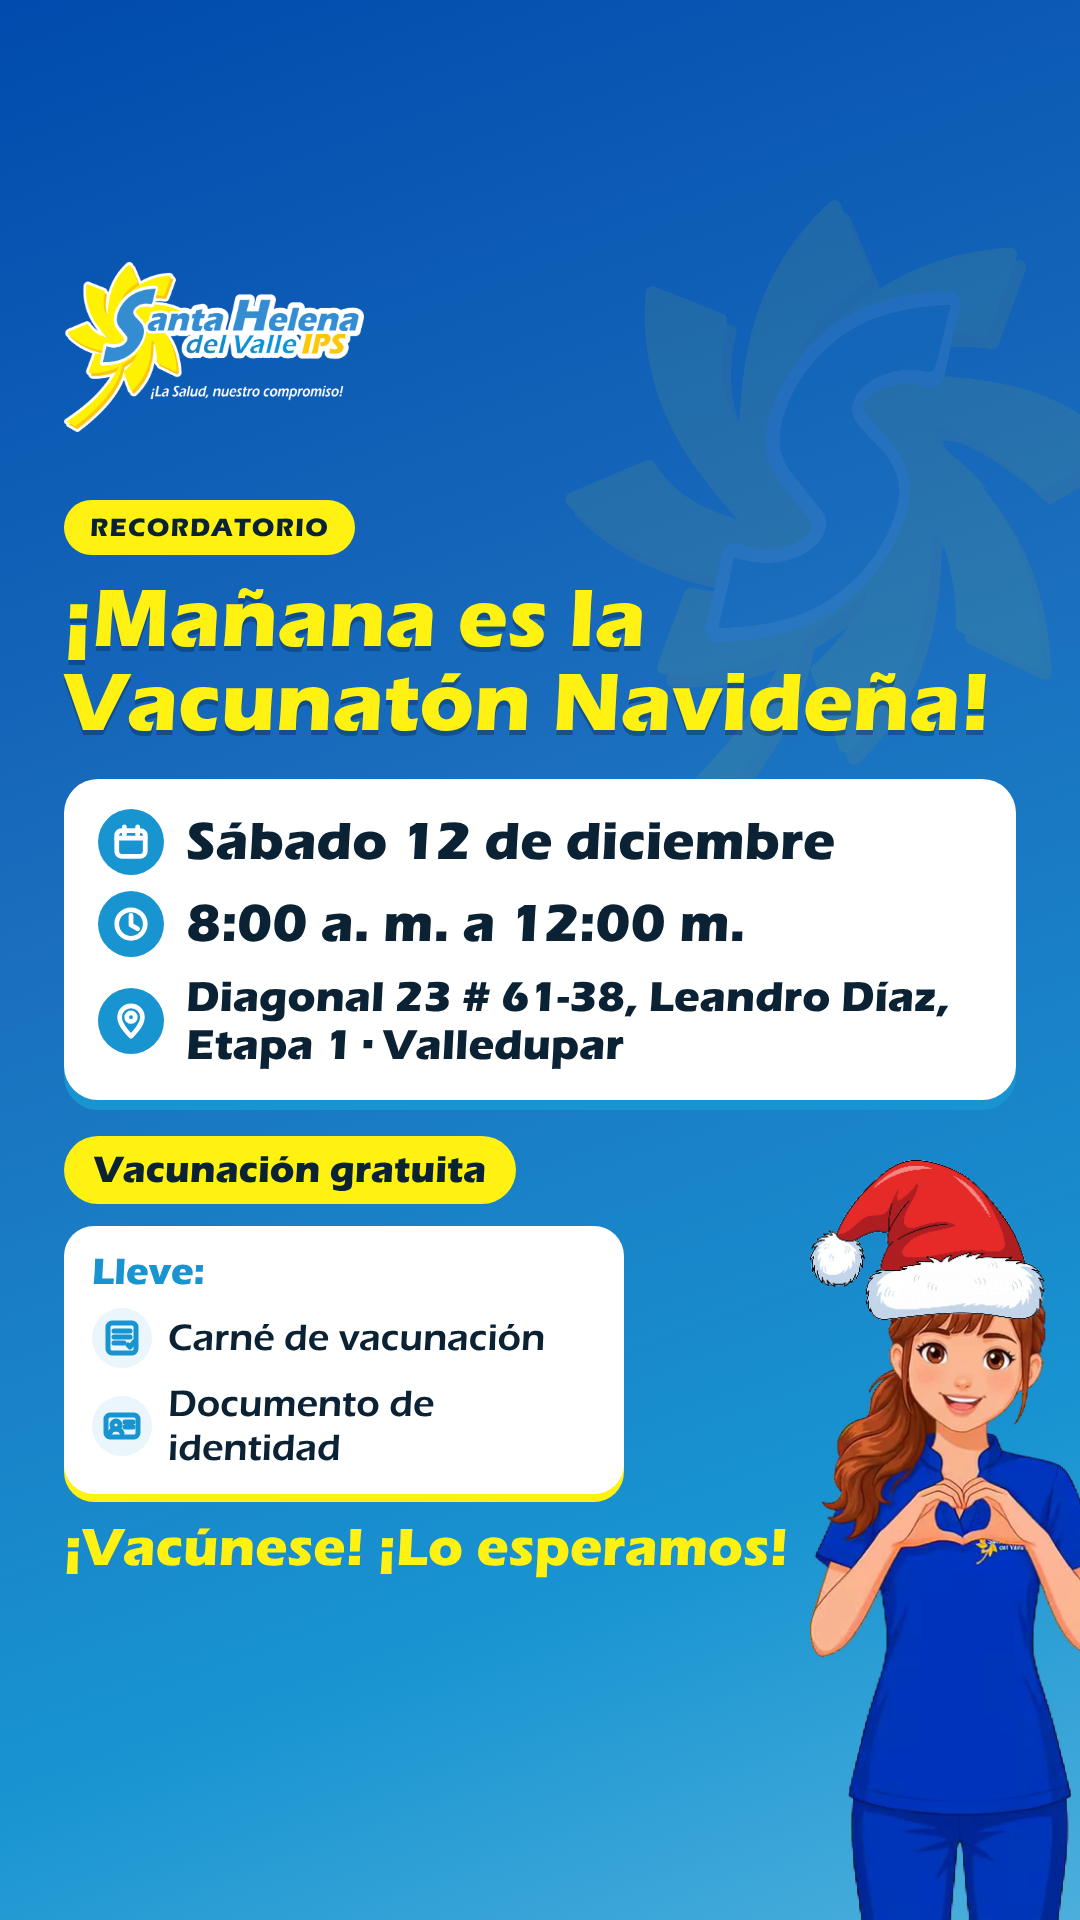 Santa Helena
del Valle IPS
¡La Salud, nuestro compromiso!
RECORDATORIO
¡Mañana es la
Vacunatón Navideña!
Sábado 12 de diciembre
8:00 a. m. a 12:00 m.
Diagonal 23 # 61-38, Leandro Díaz,
Etapa 1 · Valledupar
Vacunación gratuita
Lleve:
Carné de vacunación
Documento de
identidad
¡Vacúnese! ¡Lo esperamos!